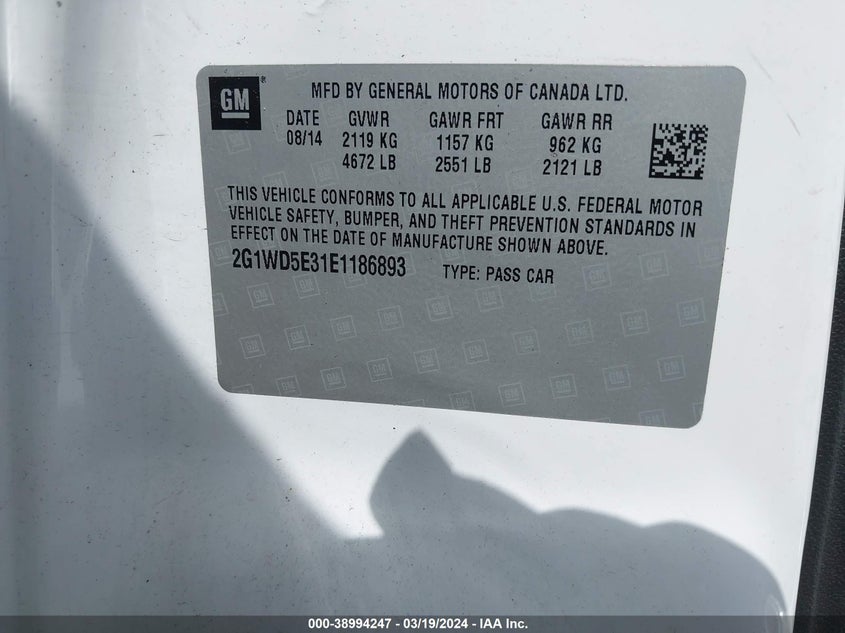 GM
MFD BY GENERAL MOTORS OF CANADA LTD.
DATE GVWR GAWR FRT GAWR RR
08/14 2119 KG 1157 KG 962 KG
4672 LB 2551 LB 2121 LB
THIS VEHICLE CONFORMS TO ALL APPLICABLE U.S. FEDERAL MOTOR
VEHICLE SAFETY, BUMPER, AND THEFT PREVENTION STANDARDS IN
EFFECT ON THE DATE OF MANUFACTURE SHOWN ABOVE.
2G1WD5E31E1186893 TYPE: PASS CAR
000-38994247 - 03/19/2024 - IAA Inc.